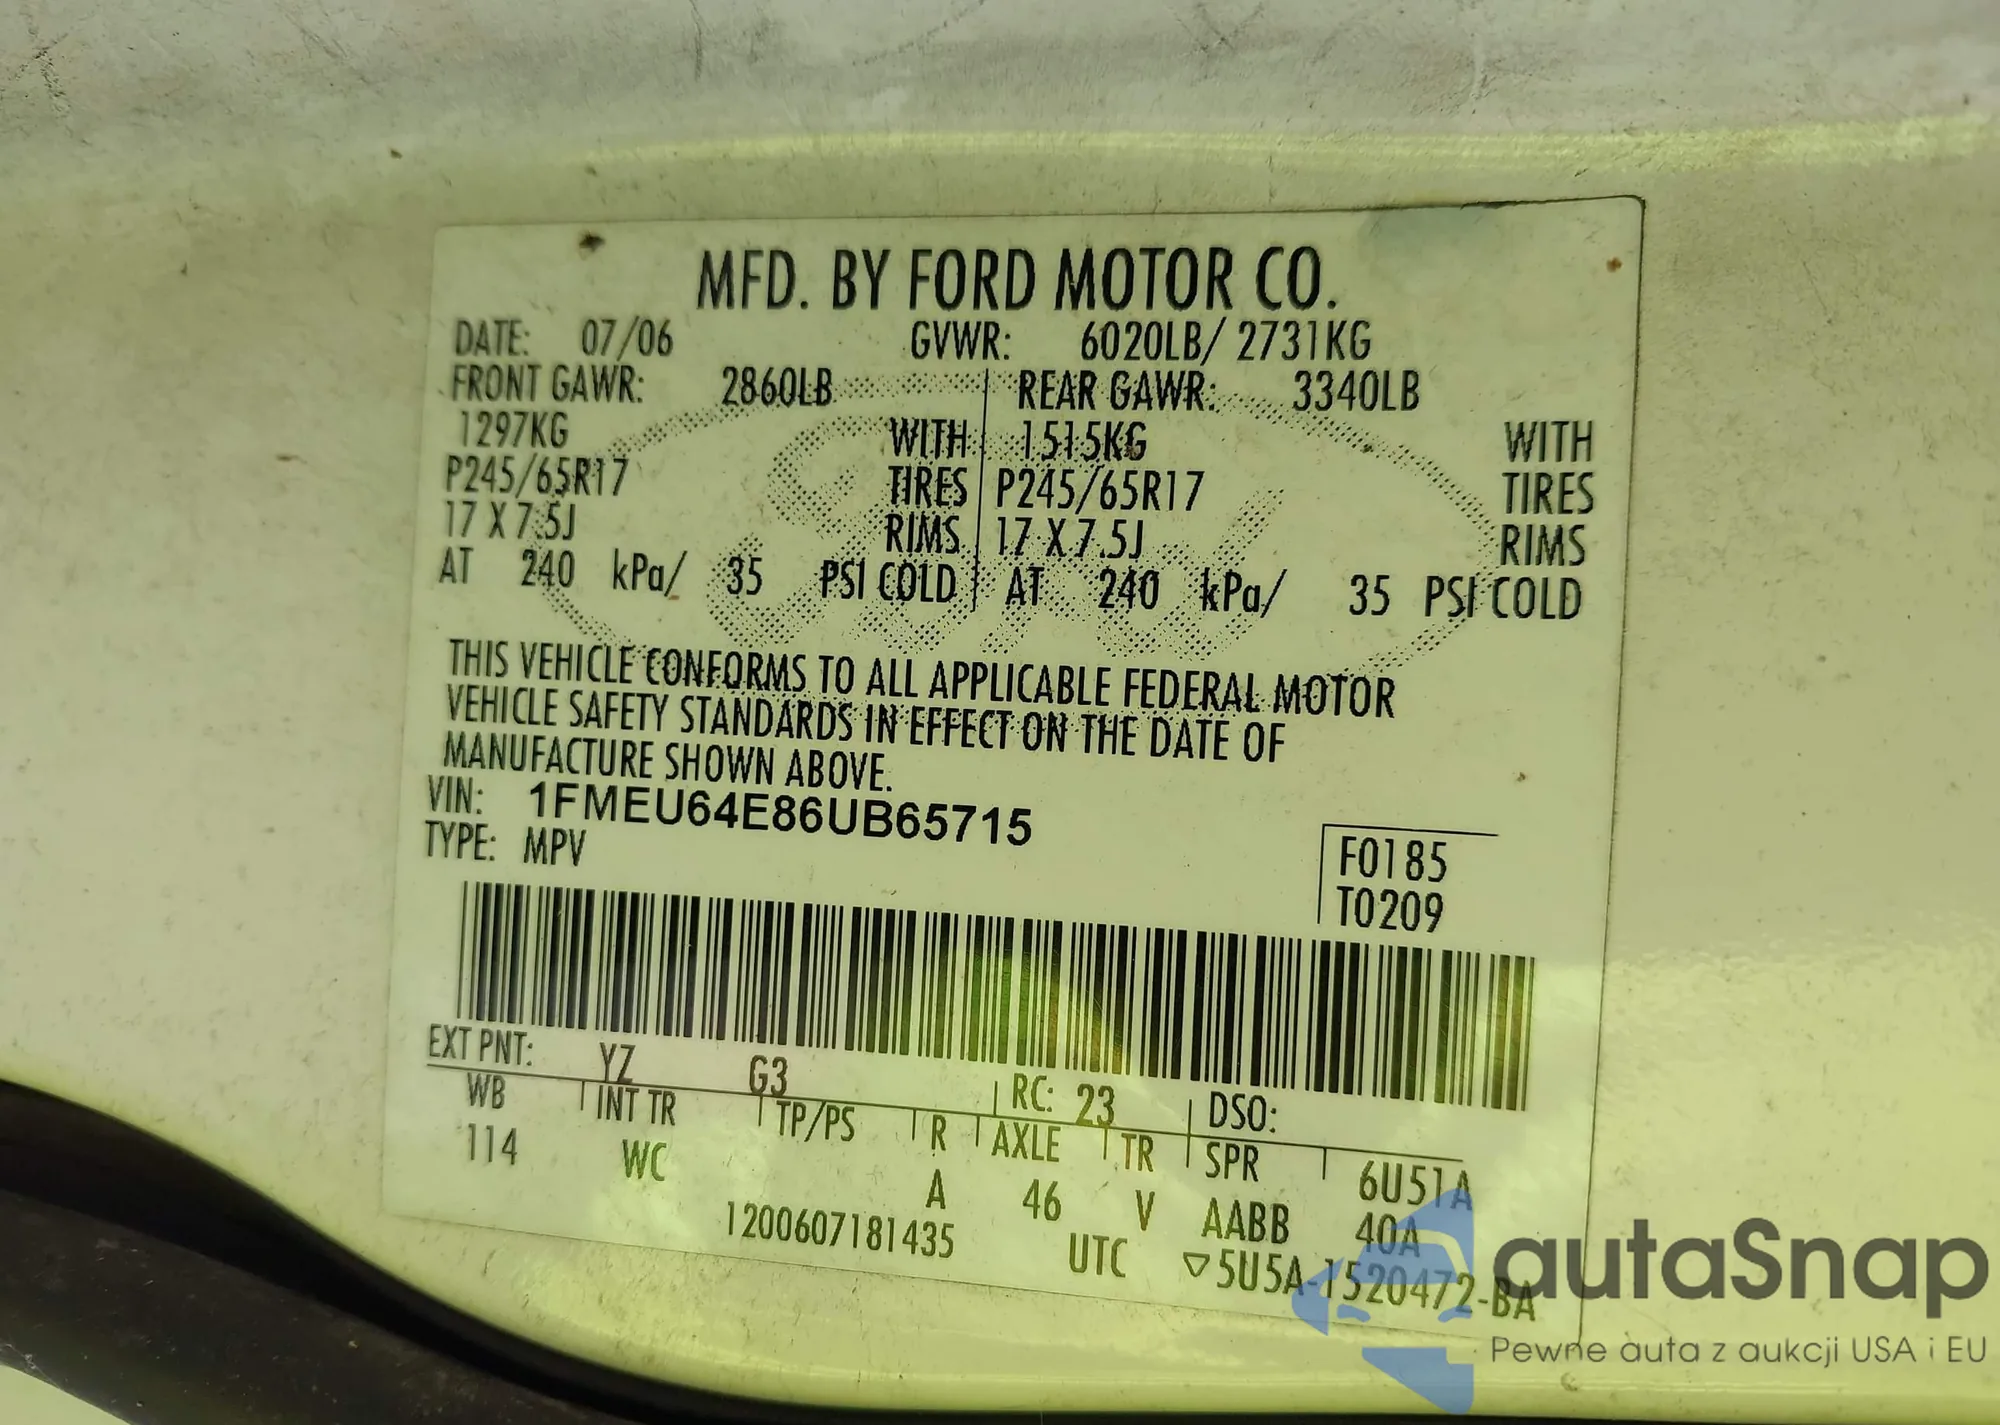 MFD. BY FORD MOTOR CO.
DATE: 07/06 GVWR: 6020LB/ 2731KG
FRONT GAWR: 2860LB REAR GAWR: 3340LB
1297KG WITH 1515KG WITH
P245/65R17 TIRES P245/65R17 TIRES
17 X 7.5J RIMS 17 X 7.5J RIMS
AT 240 kPa/ 35 PSI COLD AT 240 kPa/ 35 PSI COLD
THIS VEHICLE CONFORMS TO ALL APPLICABLE FEDERAL MOTOR
VEHICLE SAFETY STANDARDS IN EFFECT ON THE DATE OF
MANUFACTURE SHOWN ABOVE.
VIN: 1FMEU64E86UB65715
TYPE: MPV
F0185
T0209
EXT PNT: YZ G3 RC: 23 DSO:
WB INT TR TP/PS R AXLE TR SPR 6U51A
114 WC A 46 V AABB 40A
1200607181435 UTC ▽5U5A-1520472-BA
Ford
autaSnap
Pewne auta z aukcji USA i EU